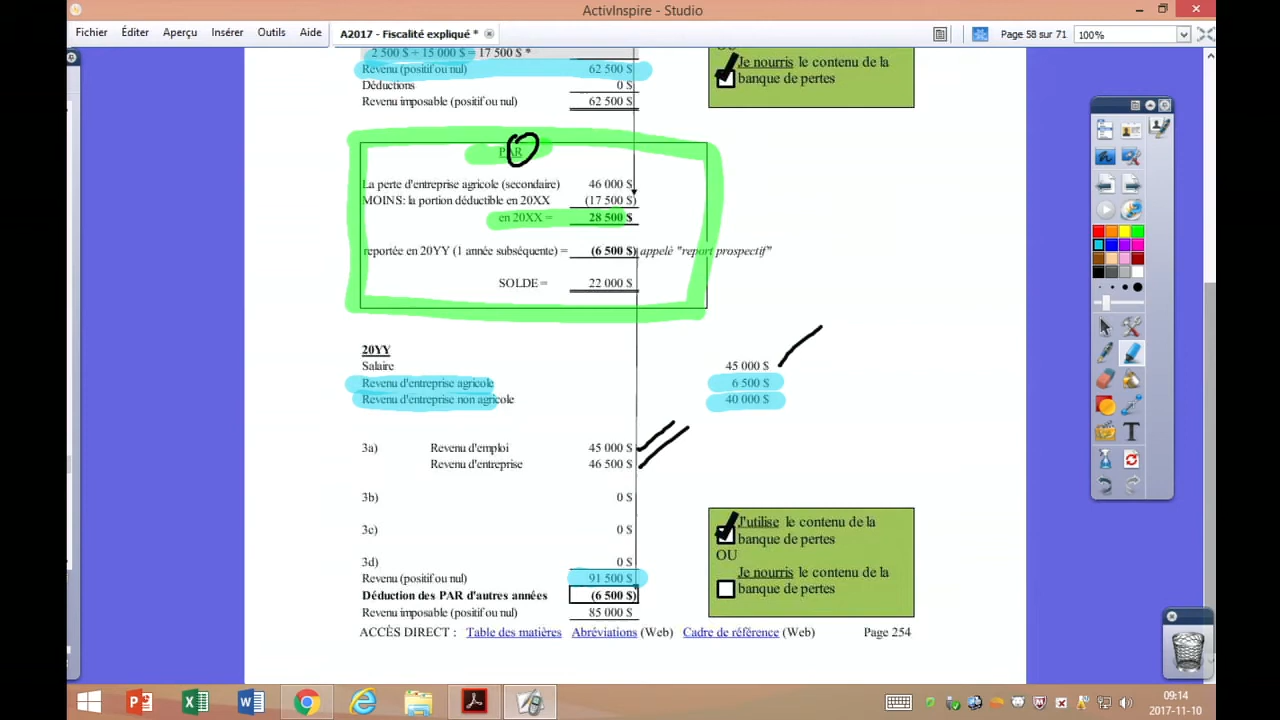 ActivInspire - Studio
Fichier Éditer Aperçu Insérer Outils Aide A2017 - Fiscalité expliqué * Page 58 sur 71 100%
2 500 $ + 15 000 $ = 17 500 $ *
OU
Revenu (positif ou nul) 62 500 $
Je nourris le contenu de la
banque de pertes
Déductions 0 $
Revenu imposable (positif ou nul) 62 500 $
PAR
La perte d'entreprise agricole (secondaire) 46 000 $
MOINS: la portion déductible en 20XX (17 500 $)
en 20XX = 28 500 $
reportée en 20YY (1 année subséquente) = (6 500 $) appelé "report prospectif"
SOLDE = 22 000 $
20YY
Salaire 45 000 $
Revenu d'entreprise agricole 6 500 $
Revenu d'entreprise non agricole 40 000 $
3a) Revenu d'emploi 45 000 $
Revenu d'entreprise 46 500 $
3b) 0 $
3c) 0 $
3d) 0 $
J'utilise le contenu de la
banque de pertes
OU
Je nourris le contenu de la
banque de pertes
Revenu (positif ou nul) 91 500 $
Déduction des PAR d'autres années (6 500 $)
Revenu imposable (positif ou nul) 85 000 $
ACCÈS DIRECT : Table des matières Abréviations (Web) Cadre de référence (Web) Page 254
09:14
2017-11-10